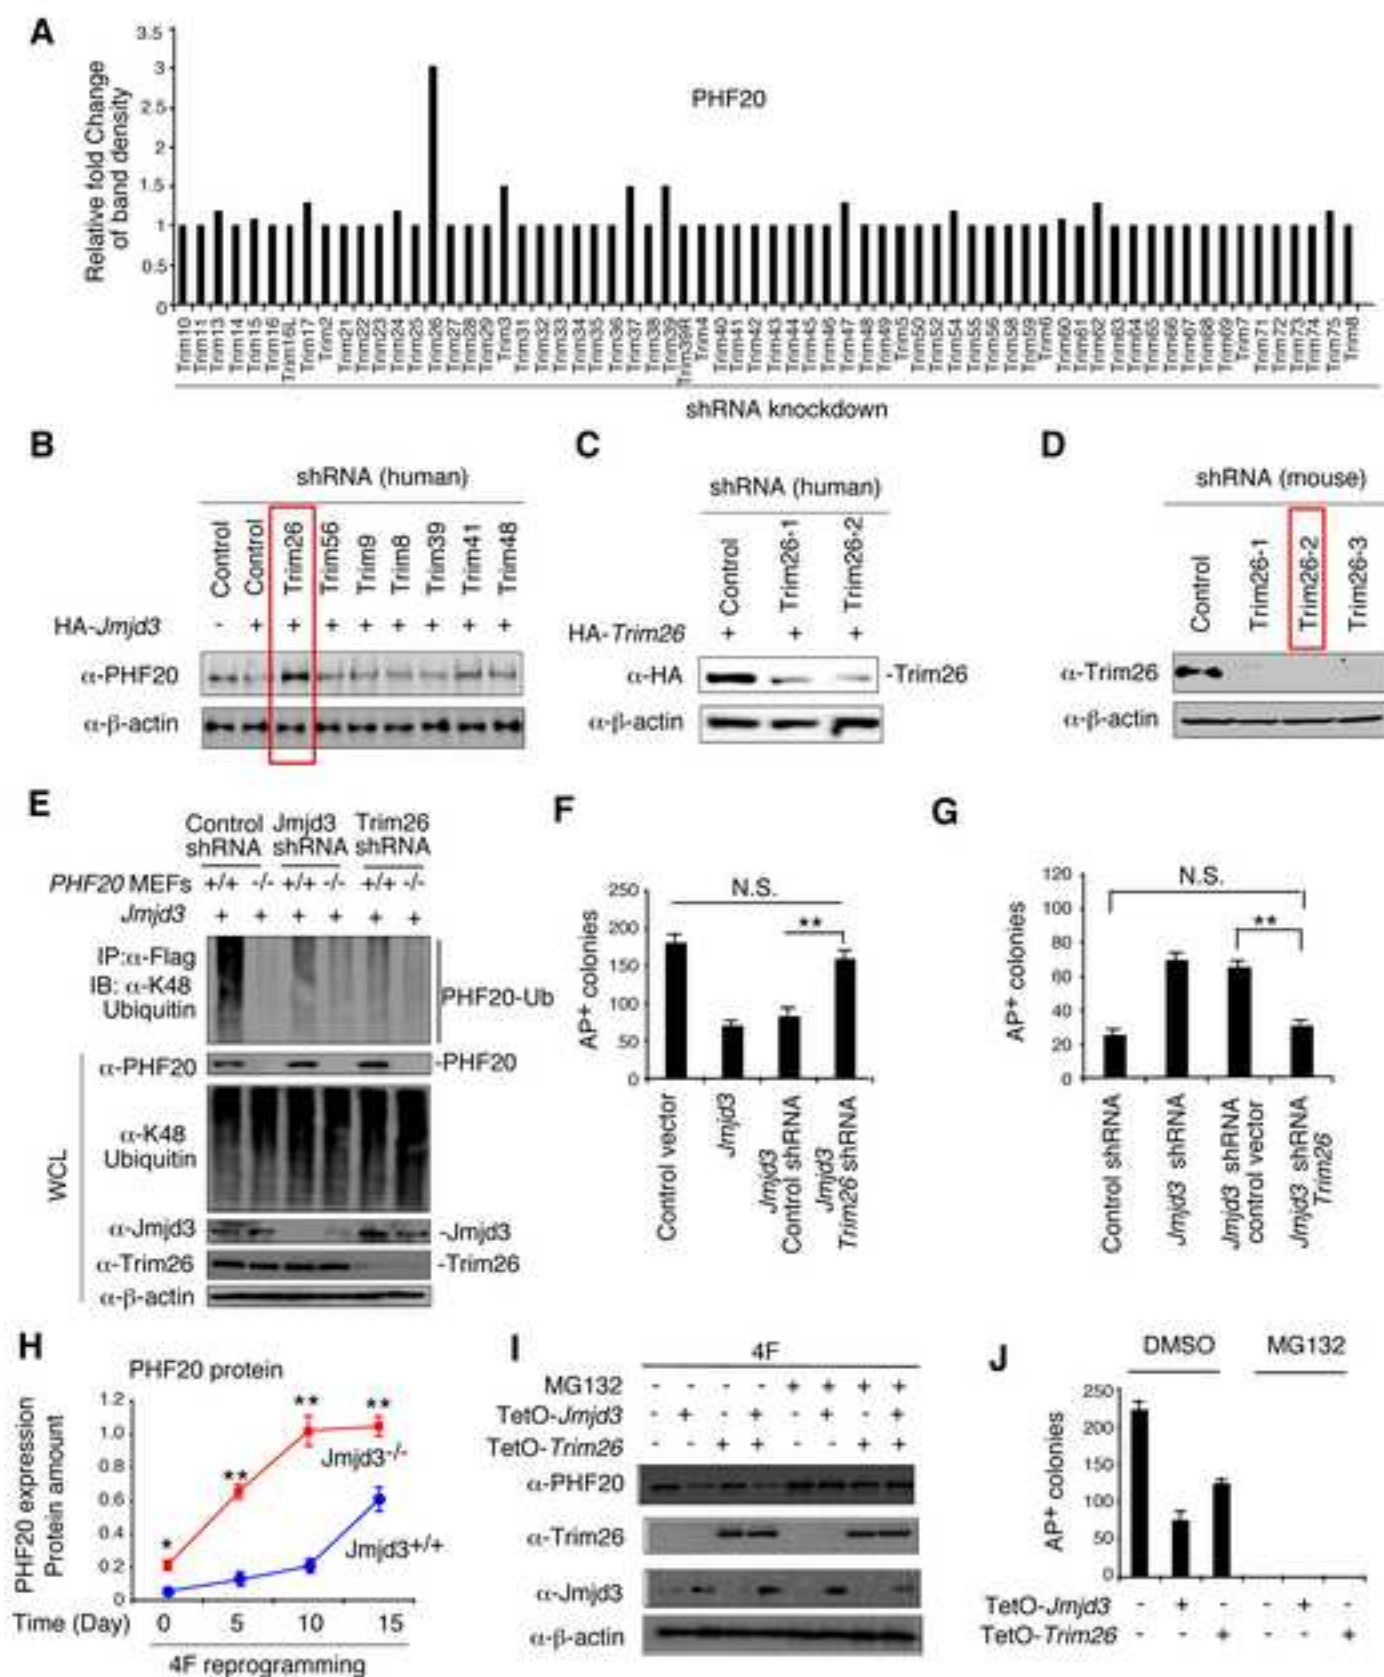 A
Relative fold Change
of band density
3.5
3
2.5
2
1.5
1
0.5
0
PHF20
Trim10
Trim11
Trim13
Trim14
Trim15
Trim16
Trim16L
Trim17
Trim2
Trim21
Trim22
Trim23
Trim24
Trim25
Trim26
Trim27
Trim28
Trim29
Trim3
Trim31
Trim32
Trim33
Trim34
Trim35
Trim36
Trim37
Trim38
Trim39
Trim39R
Trim4
Trim40
Trim41
Trim42
Trim43
Trim44
Trim45
Trim46
Trim47
Trim48
Trim49
Trim5
Trim50
Trim52
Trim54
Trim55
Trim56
Trim58
Trim59
Trim6
Trim60
Trim61
Trim62
Trim63
Trim64
Trim65
Trim66
Trim67
Trim68
Trim69
Trim7
Trim71
Trim72
Trim73
Trim74
Trim75
Trim8
shRNA knockdown
B
shRNA (human)
Control
Control
Trim26
Trim56
Trim9
Trim8
Trim39
Trim41
Trim48
HA-Jmjd3 - + + + + + + + +
α-PHF20
α-β-actin
C
shRNA (human)
Control
Trim26-1
Trim26-2
HA-Trim26 + + +
α-HA -Trim26
α-β-actin
D
shRNA (mouse)
Control
Trim26-1
Trim26-2
Trim26-3
α-Trim26
α-β-actin
E
Control Jmjd3 Trim26
shRNA shRNA shRNA
PHF20 MEFs +/+ -/- +/+ -/- +/+ -/-
Jmjd3 + + + + + +
IP:α-Flag
IB: α-K48
Ubiquitin
PHF20-Ub
α-PHF20 -PHF20
α-K48
Ubiquitin
WCL
α-Jmjd3 -Jmjd3
α-Trim26 -Trim26
α-β-actin
F
AP+ colonies
250
200
150
100
50
0
N.S.
**
Control vector
Jmjd3
Jmjd3
Control shRNA
Jmjd3
Trim26 shRNA
G
AP+ colonies
120
100
80
60
40
20
0
N.S.
**
Control shRNA
Jmjd3 shRNA
Jmjd3 shRNA
control vector
Jmjd3 shRNA
Trim26
H
PHF20 protein
PHF20 expression
Protein amount
1.2
1.0
0.8
0.6
0.4
0.2
0
* ** ** **
Jmjd3-/-
Jmjd3+/+
Time (Day) 0 5 10 15
4F reprogramming
I
4F
MG132 - - - - + + + +
TetO-Jmjd3 - + - + - + - +
TetO-Trim26 - - + + - - + +
α-PHF20
α-Trim26
α-Jmjd3
α-β-actin
J
DMSO MG132
AP+ colonies
250
200
150
100
50
0
TetO-Jmjd3 - + - - + -
TetO-Trim26 - - + - - +